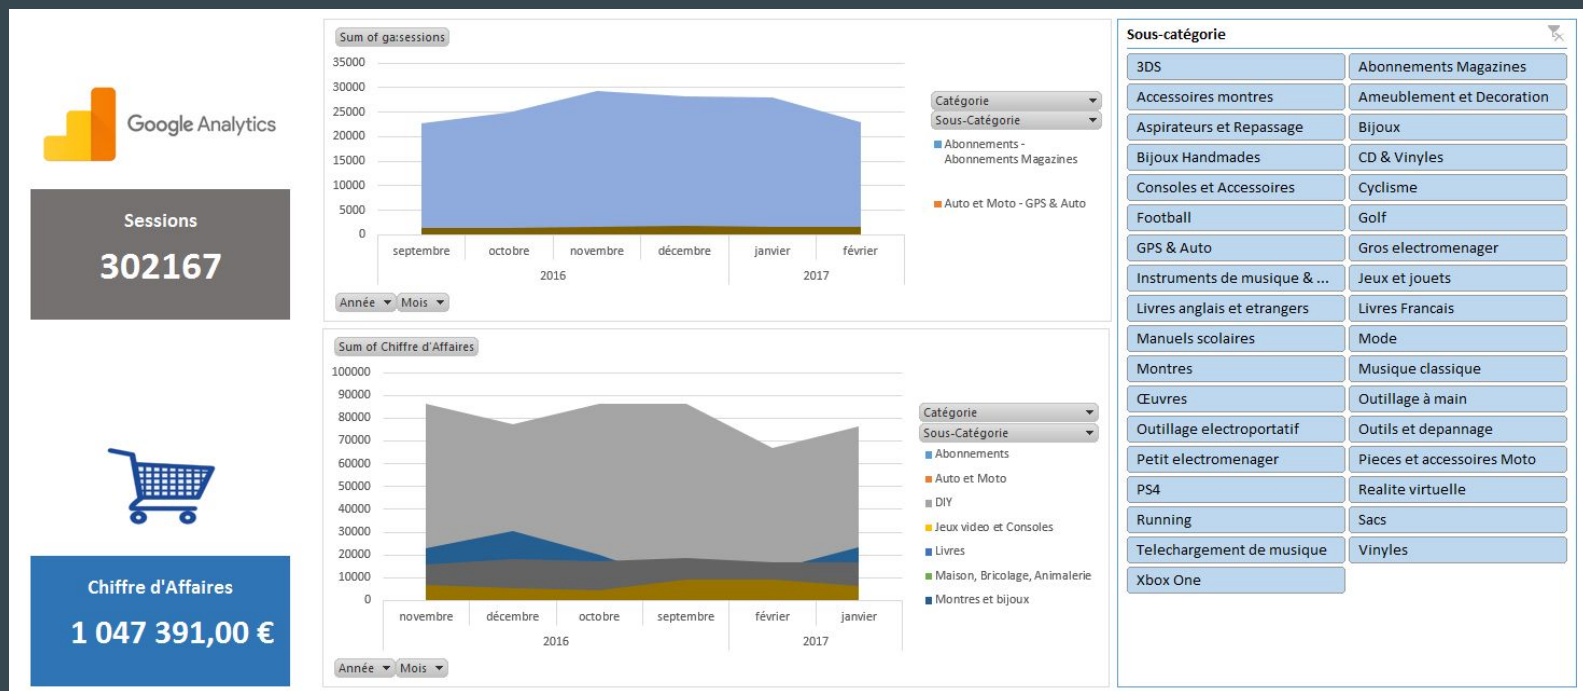 Google Analytics
Sessions
302167
Chiffre d'Affaires
1 047 391,00 €
Sum of ga:sessions
35000
30000
25000
20000
15000
10000
5000
0
septembre octobre novembre décembre janvier février
2016 2017
Année Mois
Catégorie
Sous-Catégorie
Abonnements -
Abonnements Magazines
Auto et Moto - GPS & Auto
Sum of Chiffre d'Affaires
100000
90000
80000
70000
60000
50000
40000
30000
20000
10000
0
novembre décembre octobre septembre février janvier
2016 2017
Année Mois
Catégorie
Sous-Catégorie
Abonnements
Auto et Moto
DIY
Jeux video et Consoles
Livres
Maison, Bricolage, Animalerie
Montres et bijoux
Sous-catégorie
3DS Abonnements Magazines
Accessoires montres Ameublement et Decoration
Aspirateurs et Repassage Bijoux
Bijoux Handmades CD & Vinyles
Consoles et Accessoires Cyclisme
Football Golf
GPS & Auto Gros electromenager
Instruments de musique & ... Jeux et jouets
Livres anglais et etrangers Livres Francais
Manuels scolaires Mode
Montres Musique classique
Œuvres Outillage à main
Outillage electroportatif Outils et depannage
Petit electromenager Pieces et accessoires Moto
PS4 Realite virtuelle
Running Sacs
Telechargement de musique Vinyles
Xbox One